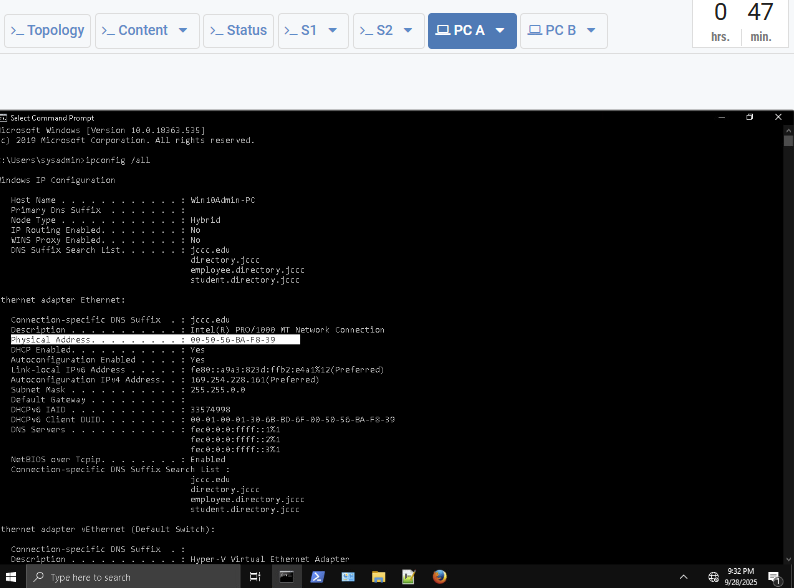 >_ Topology >_ Content >_ Status >_ S1 >_ S2 PC A PC B
0 47
hrs. min.
Select Command Prompt
icrosoft Windows [Version 10.0.18363.535]
c) 2019 Microsoft Corporation. All rights reserved.
:\Users\sysadmin>ipconfig /all
indows IP Configuration
Host Name . . . . . . . . . . . . : Win10Admin-PC
Primary Dns Suffix . . . . . . . :
Node Type . . . . . . . . . . . . : Hybrid
IP Routing Enabled. . . . . . . . : No
WINS Proxy Enabled. . . . . . . . : No
DNS Suffix Search List. . . . . . : jccc.edu
directory.jccc
employee.directory.jccc
student.directory.jccc
thernet adapter Ethernet:
Connection-specific DNS Suffix . : jccc.edu
Description . . . . . . . . . . . : Intel(R) PRO/1000 MT Network Connection
Physical Address. . . . . . . . . : 00-50-56-BA-F8-39
DHCP Enabled. . . . . . . . . . . : Yes
Autoconfiguration Enabled . . . . : Yes
Link-local IPv6 Address . . . . . : fe80::a9a3:823d:ffb2:e4a1%12(Preferred)
Autoconfiguration IPv4 Address. . : 169.254.228.161(Preferred)
Subnet Mask . . . . . . . . . . . : 255.255.0.0
Default Gateway . . . . . . . . . :
DHCPv6 IAID . . . . . . . . . . . : 33574998
DHCPv6 Client DUID. . . . . . . . : 00-01-00-01-30-6B-BD-6F-00-50-56-BA-F8-39
DNS Servers . . . . . . . . . . . : fec0:0:0:ffff::1%1
fec0:0:0:ffff::2%1
fec0:0:0:ffff::3%1
NetBIOS over Tcpip. . . . . . . . : Enabled
Connection-specific DNS Suffix Search List :
jccc.edu
directory.jccc
employee.directory.jccc
student.directory.jccc
thernet adapter vEthernet (Default Switch):
Connection-specific DNS Suffix . :
Description . . . . . . . . . . . : Hyper-V Virtual Ethernet Adapter
Type here to search
9:32 PM
9/28/2025
1